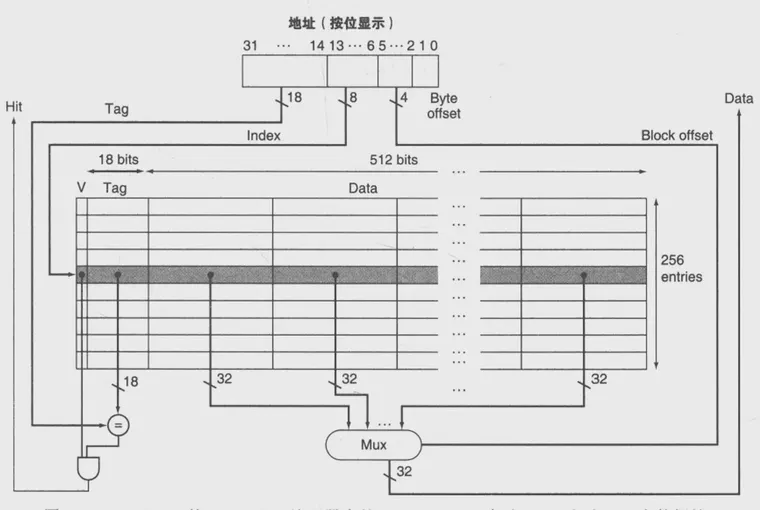 地址（按位显示）
31 ··· 14 13 ··· 6 5 ··· 2 1 0
Hit
18
8
4
Byte offset
Data
Tag
Index
Block offset
18 bits
512 bits
···
V
Tag
Data
···
···
···
···
···
256 entries
···
···
···
···
···
18
32
32
···
32
=
···
Mux
32